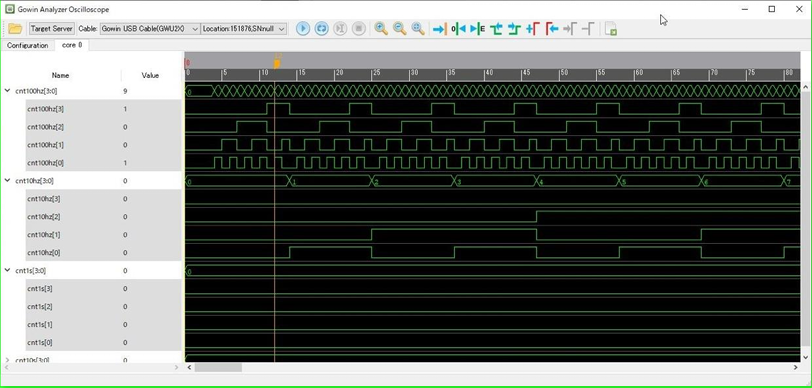 Gowin Analyzer Oscilloscope
Target Server Cable: Gowin USB Cable(GWU2X) Location:151876,SN:null 0 E
Configuration core 0
Name Value
0
0 5 10 15 20 25 30 35 40 45 50 55 60 65 70 75 80
cnt100hz[3:0] 9 0
cnt100hz[3] 1
cnt100hz[2] 0
cnt100hz[1] 0
cnt100hz[0] 1
cnt10hz[3:0] 0 0 1 2 3 4 5 6 7
cnt10hz[3] 0
cnt10hz[2] 0
cnt10hz[1] 0
cnt10hz[0] 0
cnt1s[3:0] 0 0
cnt1s[3] 0
cnt1s[2] 0
cnt1s[1] 0
cnt1s[0] 0
cnt10s[3:0] 0